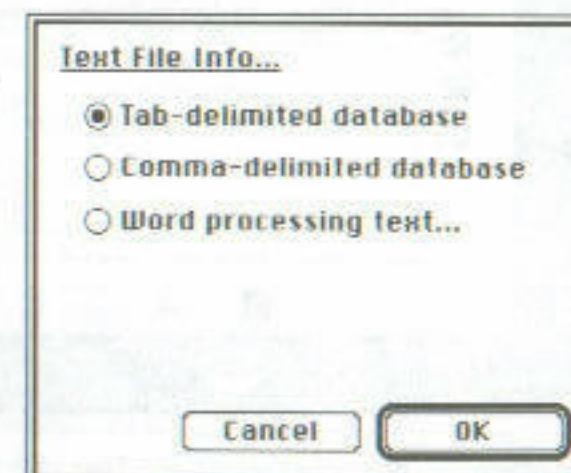 Text File Info...
Tab-delimited database
Comma-delimited database
Word processing text...
Cancel OK